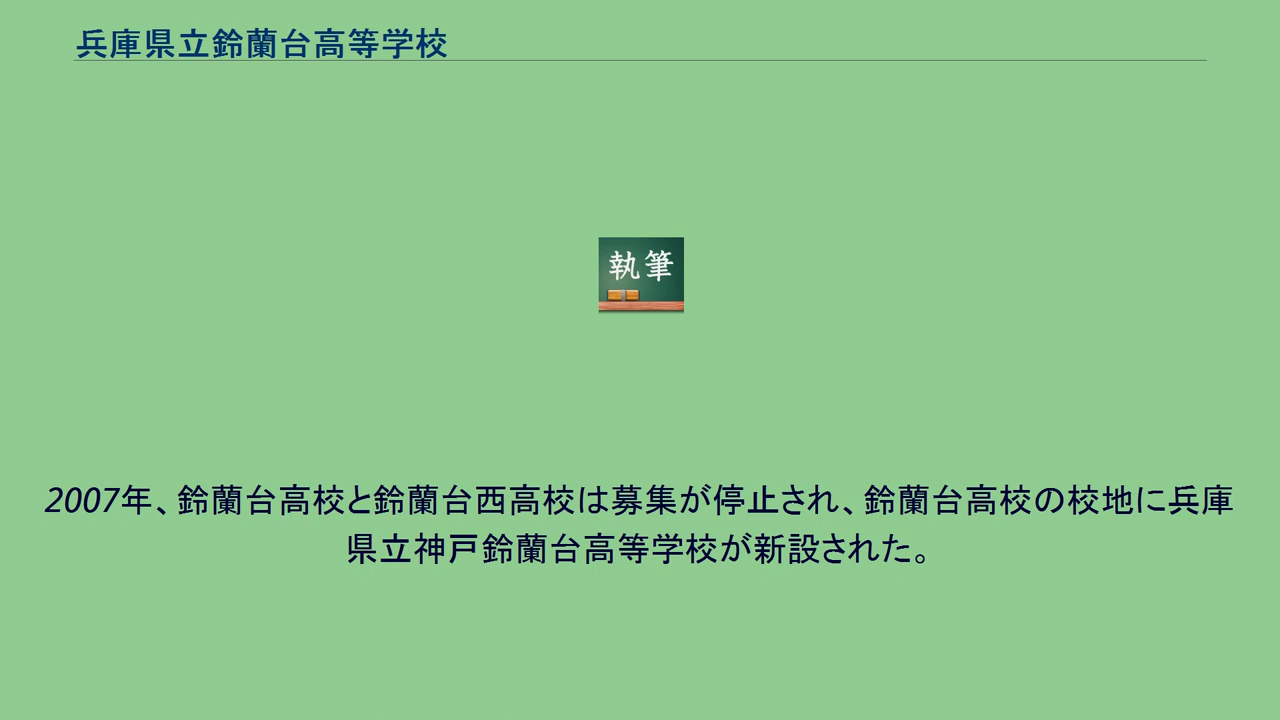 兵庫県立鈴蘭台高等学校
執筆
2007年、鈴蘭台高校と鈴蘭台西高校は募集が停止され、鈴蘭台高校の校地に兵庫
県立神戸鈴蘭台高等学校が新設された。